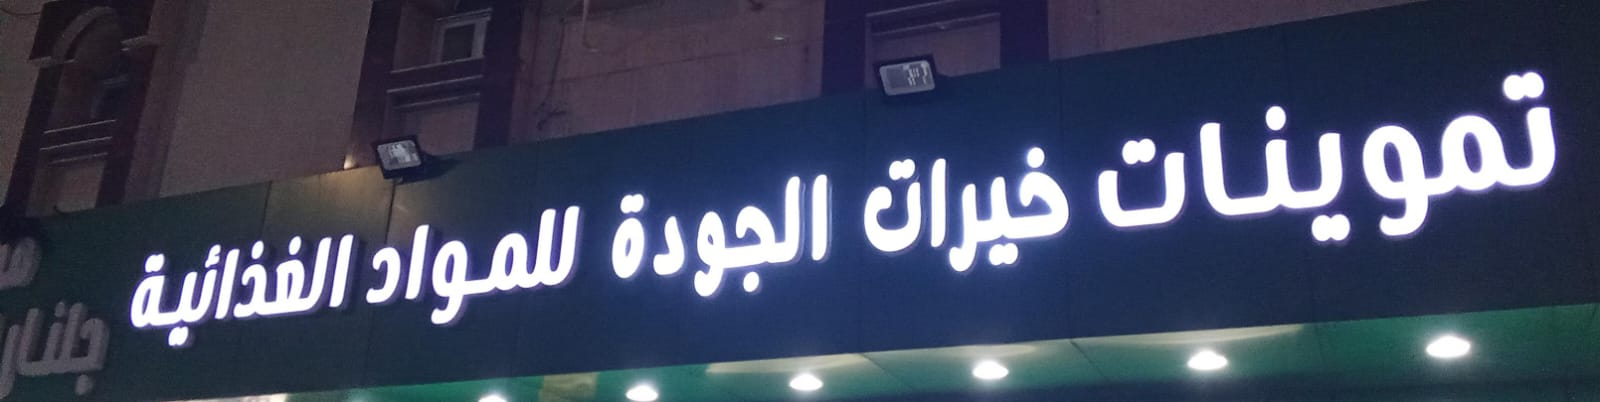 تموينات خيرات الجودة للمواد الغذائية